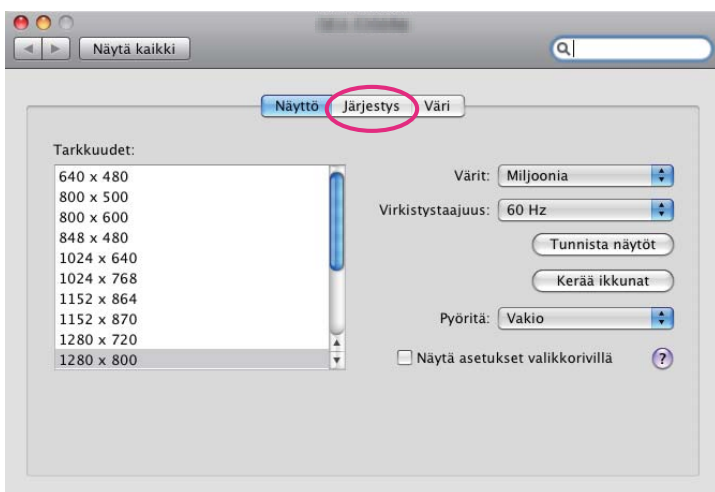 Näytä kaikki
Näyttö Järjestys Väri
Tarkkuudet:
640 x 480
800 x 500
800 x 600
848 x 480
1024 x 640
1024 x 768
1152 x 864
1152 x 870
1280 x 720
1280 x 800
Värit: Miljoonia
Virkistystaajuus: 60 Hz
Tunnista näytöt
Kerää ikkunat
Pyöritä: Vakio
Näytä asetukset valikkorivillä ?